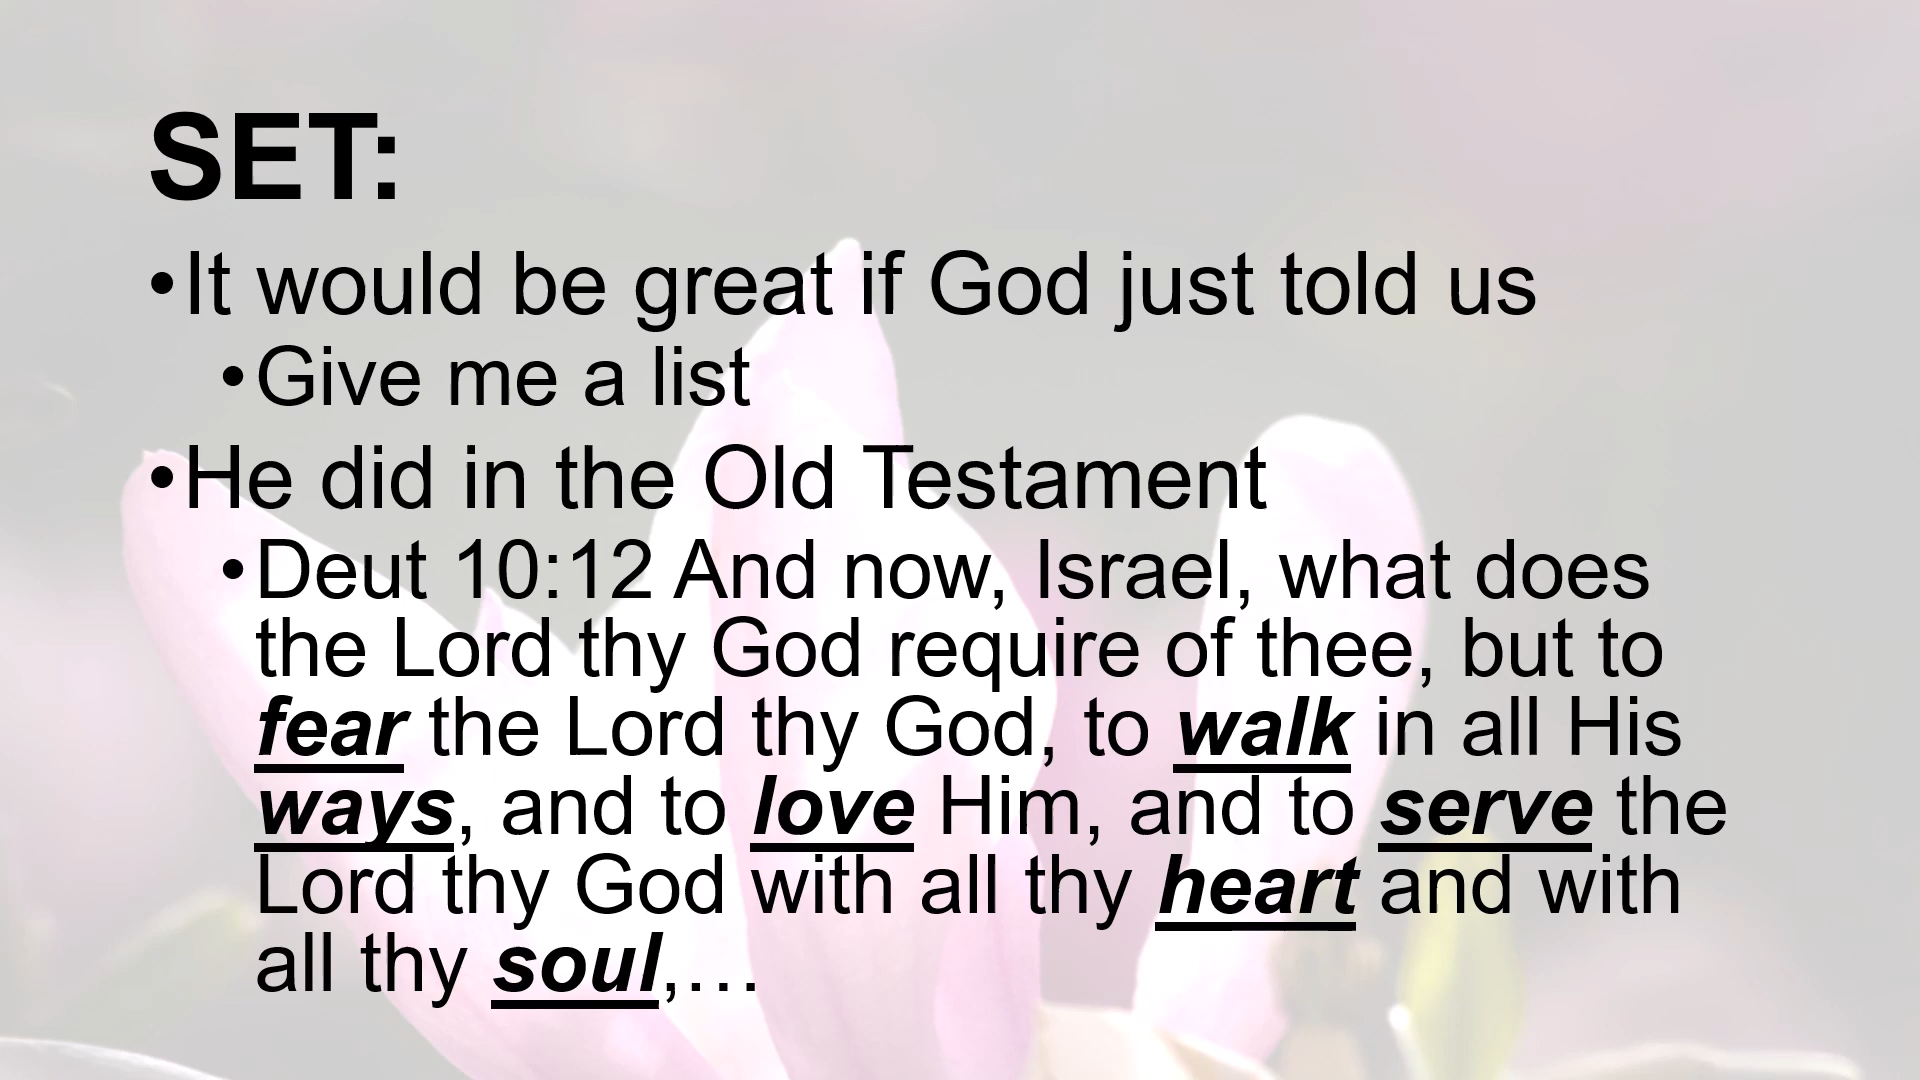 SET:
•It would be great if God just told us
•Give me a list
•He did in the Old Testament
•Deut 10:12 And now, Israel, what does
the Lord thy God require of thee, but to
fear the Lord thy God, to walk in all His
ways, and to love Him, and to serve the
Lord thy God with all thy heart and with
all thy soul,…